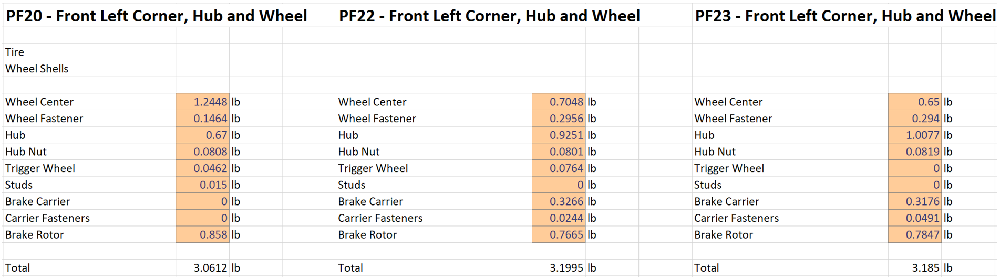 PF20 - Front Left Corner, Hub and Wheel PF22 - Front Left Corner, Hub and Wheel PF23 - Front Left Corner, Hub and Wheel
Tire
Wheel Shells
Wheel Center 1.2448 lb Wheel Center 0.7048 lb Wheel Center 0.65 lb
Wheel Fastener 0.1464 lb Wheel Fastener 0.2956 lb Wheel Fastener 0.294 lb
Hub 0.67 lb Hub 0.9251 lb Hub 1.0077 lb
Hub Nut 0.0808 lb Hub Nut 0.0801 lb Hub Nut 0.0819 lb
Trigger Wheel 0.0462 lb Trigger Wheel 0.0764 lb Trigger Wheel 0 lb
Studs 0.015 lb Studs 0 lb Studs 0 lb
Brake Carrier 0 lb Brake Carrier 0.3266 lb Brake Carrier 0.3176 lb
Carrier Fasteners 0 lb Carrier Fasteners 0.0244 lb Carrier Fasteners 0.0491 lb
Brake Rotor 0.858 lb Brake Rotor 0.7665 lb Brake Rotor 0.7847 lb
Total 3.0612 lb Total 3.1995 lb Total 3.185 lb